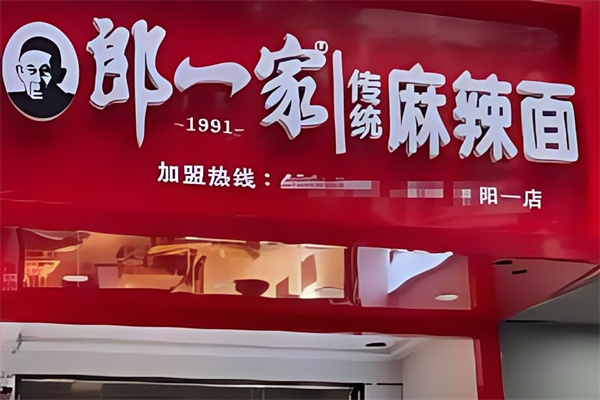 郎一家 传统 麻辣面
-1991-
加盟热线：
阳一店